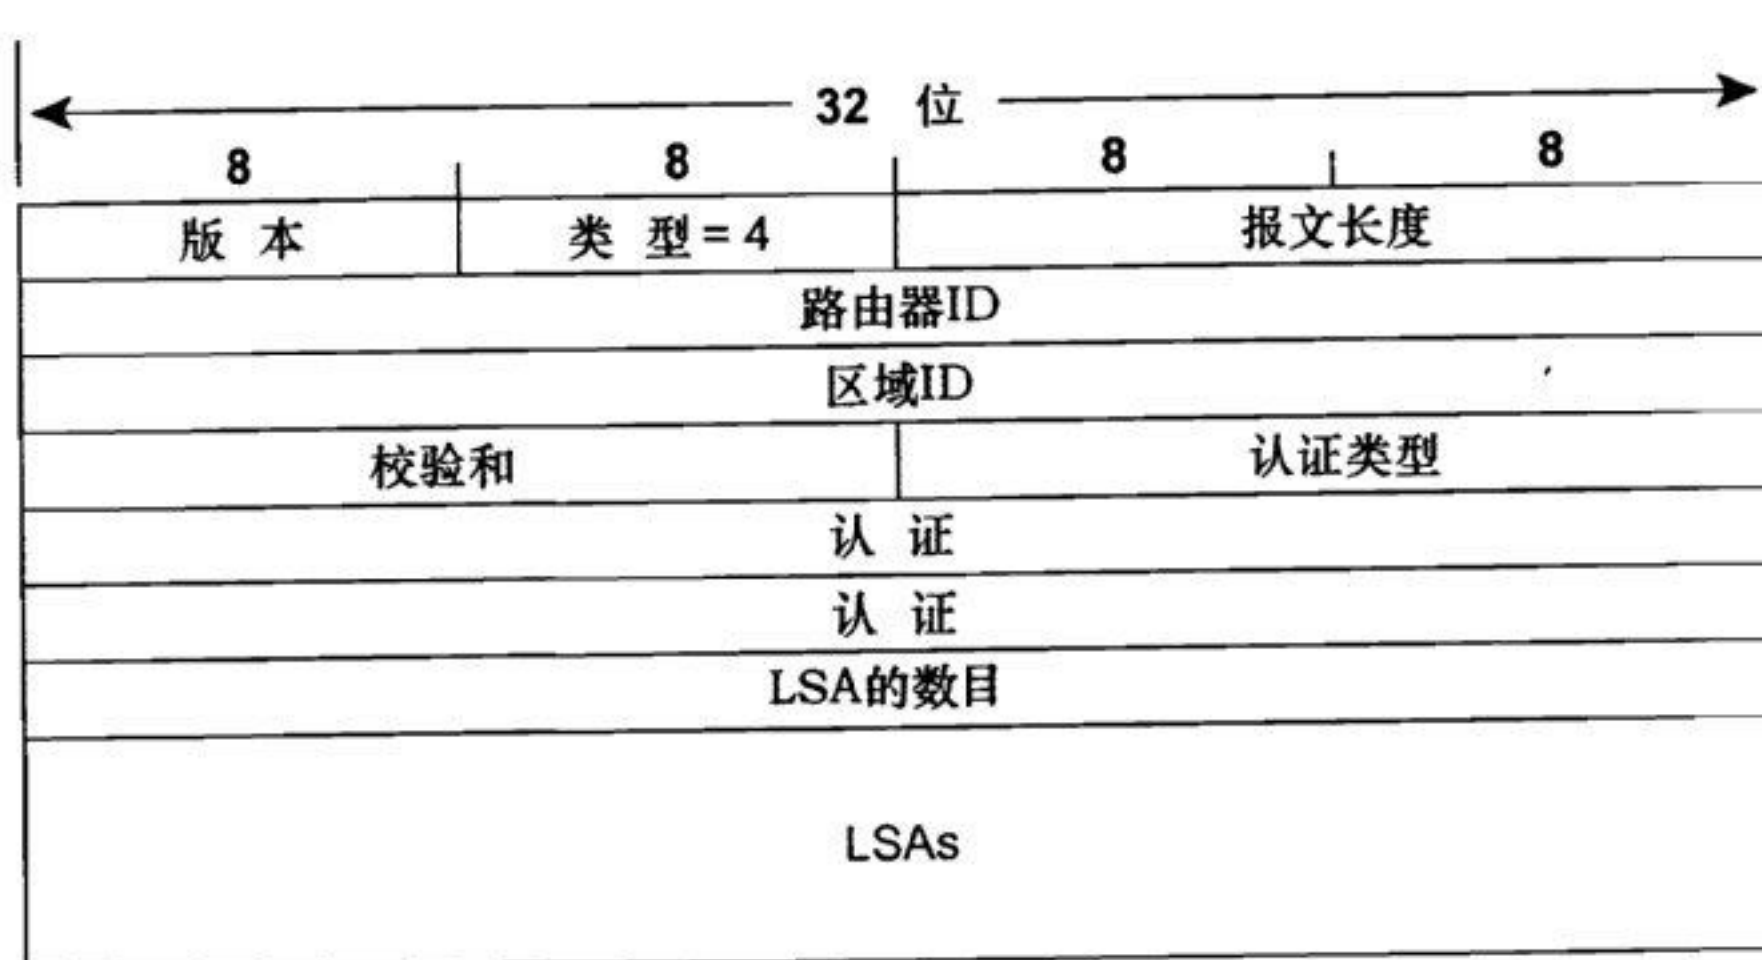 32 位
8 8 8 8
版 本 类 型 = 4 报文长度
路由器ID
区域ID
校验和 认证类型
认 证
认 证
LSA的数目
LSAs